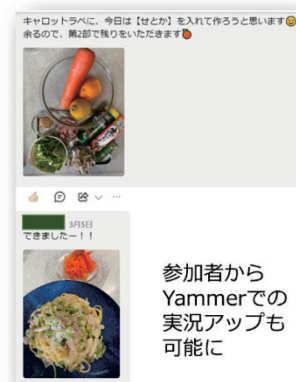 キャロットラペに、今日は【せとか】を入れて作ろうと思います😊
余るので、第2部で残りをいただきます🍊
3月5日
できましたー！！
参加者から
Yammerでの
実況アップも
可能に